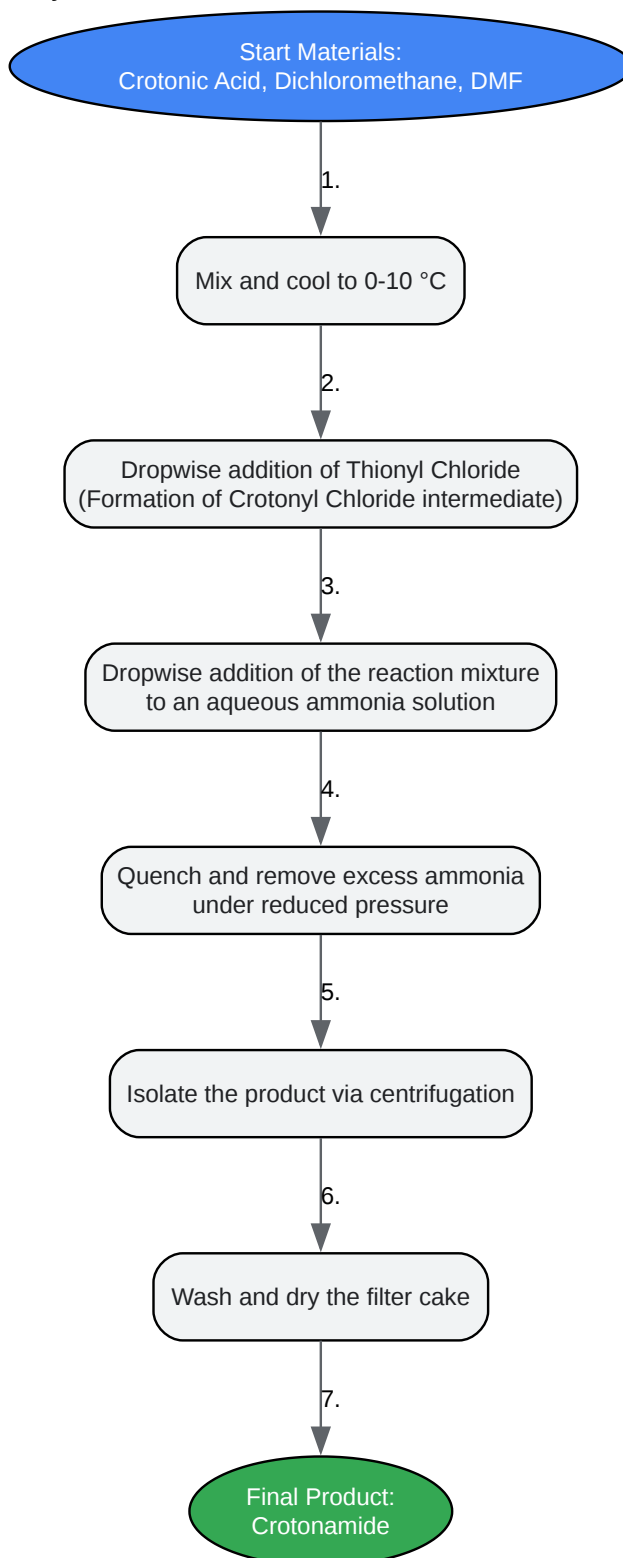 Start Materials:
Crotonic Acid, Dichloromethane, DMF
1.
Mix and cool to 0-10 °C
2.
Dropwise addition of Thionyl Chloride
(Formation of Crotonyl Chloride intermediate)
3.
Dropwise addition of the reaction mixture
to an aqueous ammonia solution
4.
Quench and remove excess ammonia
under reduced pressure
5.
Isolate the product via centrifugation
6.
Wash and dry the filter cake
7.
Final Product:
Crotonamide